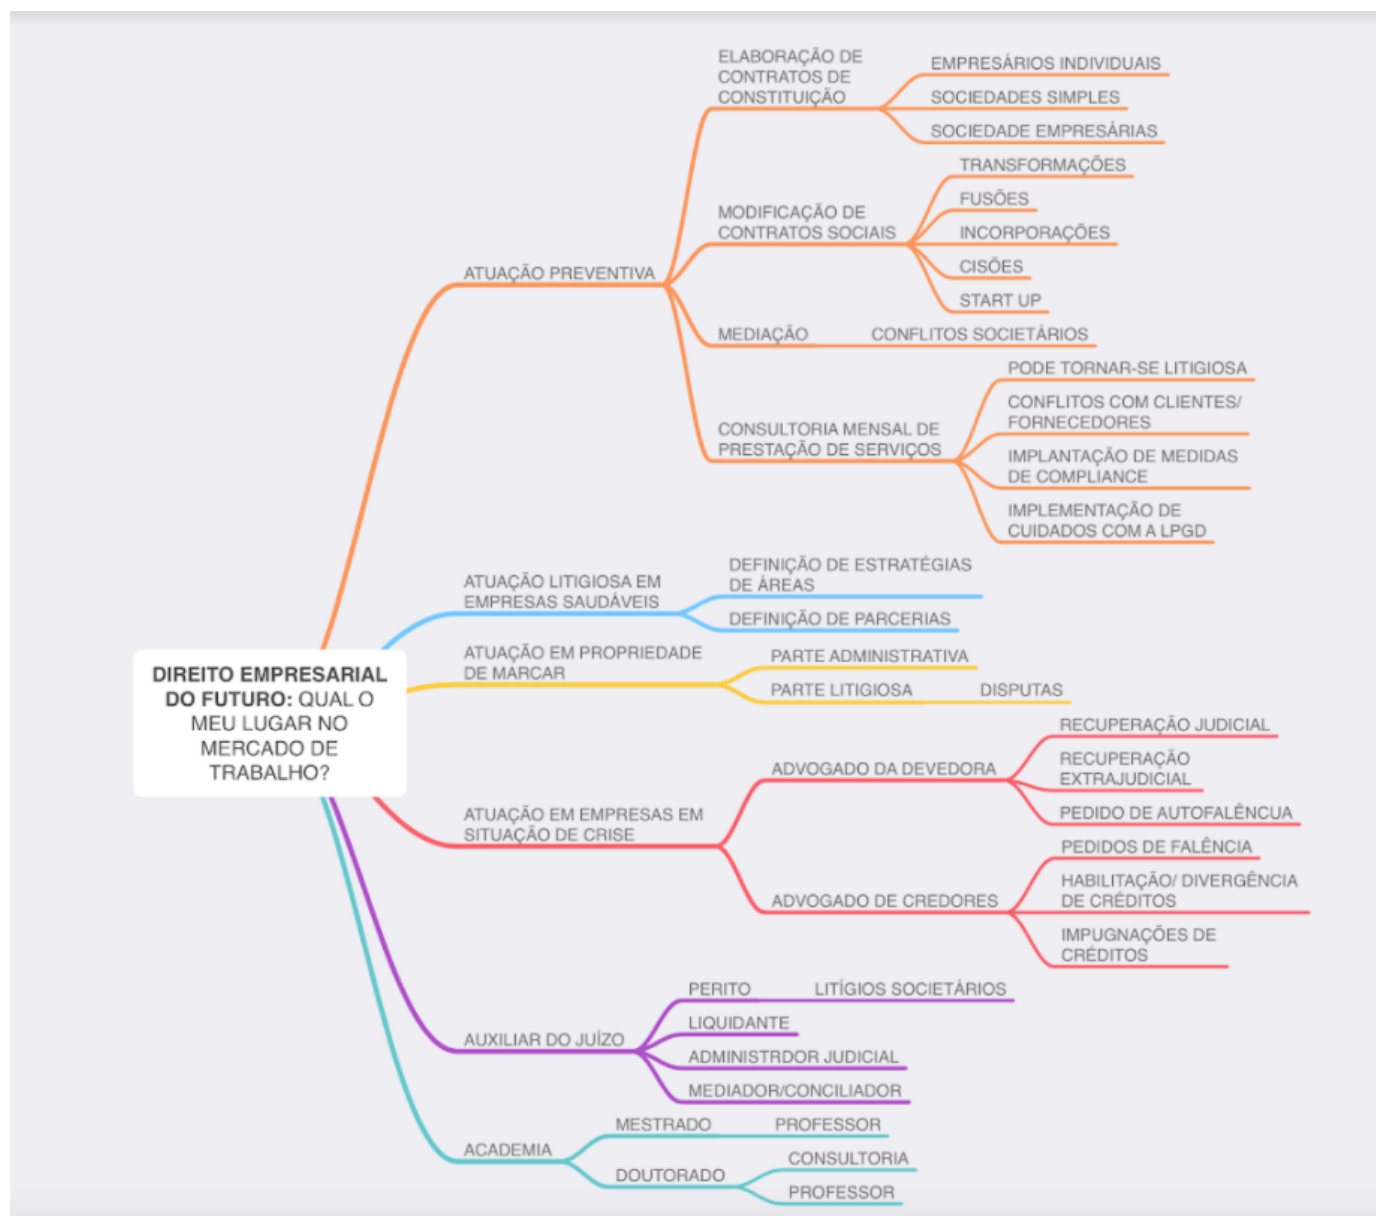 DIREITO EMPRESARIAL
DO FUTURO: QUAL O
MEU LUGAR NO
MERCADO DE
TRABALHO?
ATUAÇÃO PREVENTIVA
ELABORAÇÃO DE
CONTRATOS DE
CONSTITUIÇÃO
EMPRESÁRIOS INDIVIDUAIS
SOCIEDADES SIMPLES
SOCIEDADE EMPRESÁRIAS
MODIFICAÇÃO DE
CONTRATOS SOCIAIS
TRANSFORMAÇÕES
FUSÕES
INCORPORAÇÕES
CISÕES
START UP
MEDIAÇÃO
CONFLITOS SOCIETÁRIOS
CONSULTORIA MENSAL DE
PRESTAÇÃO DE SERVIÇOS
PODE TORNAR-SE LITIGIOSA
CONFLITOS COM CLIENTES/
FORNECEDORES
IMPLANTAÇÃO DE MEDIDAS
DE COMPLIANCE
IMPLEMENTAÇÃO DE
CUIDADOS COM A LPGD
ATUAÇÃO LITIGIOSA EM
EMPRESAS SAUDÁVEIS
DEFINIÇÃO DE ESTRATÉGIAS
DE ÁREAS
DEFINIÇÃO DE PARCERIAS
ATUAÇÃO EM PROPRIEDADE
DE MARCAR
PARTE ADMINISTRATIVA
PARTE LITIGIOSA
DISPUTAS
ATUAÇÃO EM EMPRESAS EM
SITUAÇÃO DE CRISE
ADVOGADO DA DEVEDORA
RECUPERAÇÃO JUDICIAL
RECUPERAÇÃO
EXTRAJUDICIAL
PEDIDO DE AUTOFALÊNCUA
ADVOGADO DE CREDORES
PEDIDOS DE FALÊNCIA
HABILITAÇÃO/ DIVERGÊNCIA
DE CRÉDITOS
IMPUGNAÇÕES DE
CRÉDITOS
AUXILIAR DO JUÍZO
PERITO
LITÍGIOS SOCIETÁRIOS
LIQUIDANTE
ADMINISTRDOR JUDICIAL
MEDIADOR/CONCILIADOR
ACADEMIA
MESTRADO
PROFESSOR
DOUTORADO
CONSULTORIA
PROFESSOR